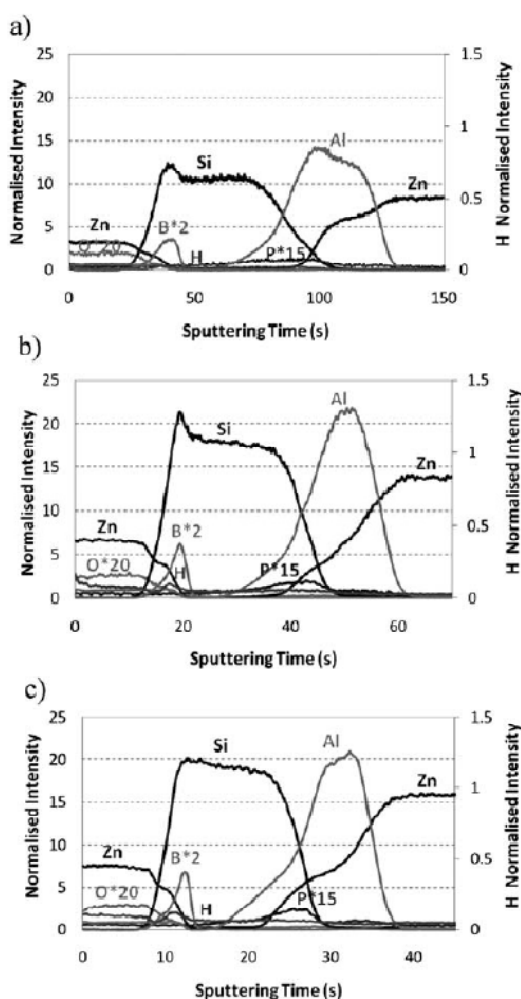 a)
25
20
15
10
5
0
Normalised Intensity
1.5
1
0.5
0
H Normalised Intensity
Zn
O*20
B*2
Si
H
Al
P*15
Zn
0 50 100 150
Sputtering Time (s)
b)
25
20
15
10
5
0
Normalised Intensity
1.5
1
0.5
0
H Normalised Intensity
Zn
O*20
B*2
H
Si
P*15
Al
Zn
0 20 40 60
Sputtering Time (s)
c)
25
20
15
10
5
0
Normalised Intensity
1.5
1
0.5
0
H Normalised Intensity
Zn
O*20
B*2
H
Si
P*15
Al
Zn
0 10 20 30 40
Sputtering Time (s)